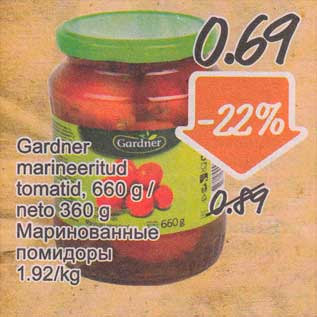 0.69
-22%
0.89
Gardner
660 g
Gardner
marineeritud
tomatid, 660 g /
neto 360 g
Маринованные
помидоры
1.92/kg